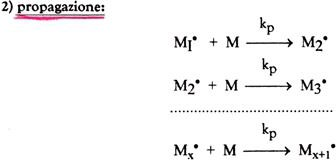 2) propagazione:
kp
M1• + M ⟶ M2•
kp
M2• + M ⟶ M3•
kp
Mx• + M ⟶ Mx+1•